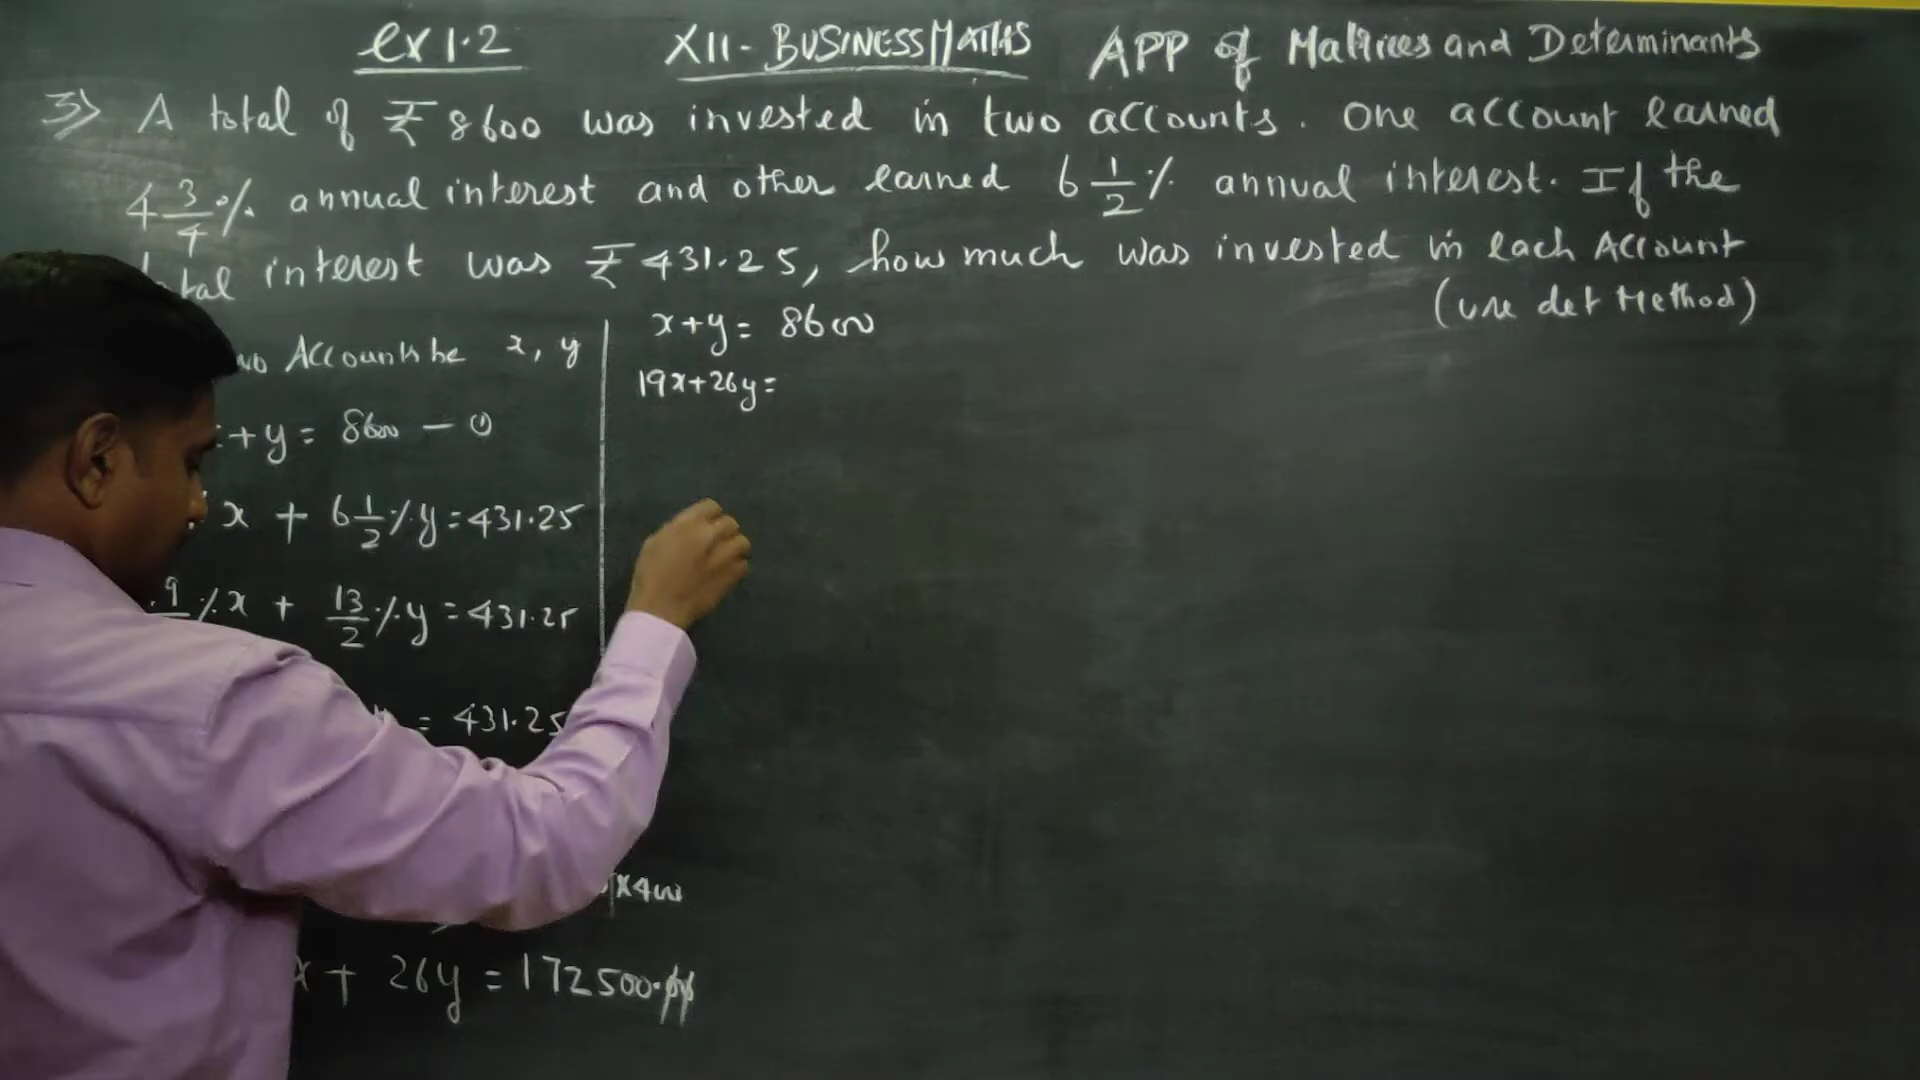 ex 1.2 XII - BUSINESS MATHS APP of Matrices and Determinants
3) A total of ₹ 8600 was invested in two accounts. One account earned
4 3/4 % annual interest and other earned 6 1/2 % annual interest. If the
interest was ₹ 431.25, how much was invested in each Account
(use det Method)
Accounts be x, y
+ y = 8600 - ①
x + 6 1/2 % y = 431.25
% x + 13/2 % y = 431.25
= 431.25
x 400
x + 26y = 172500
x + y = 8600
19x + 26y =